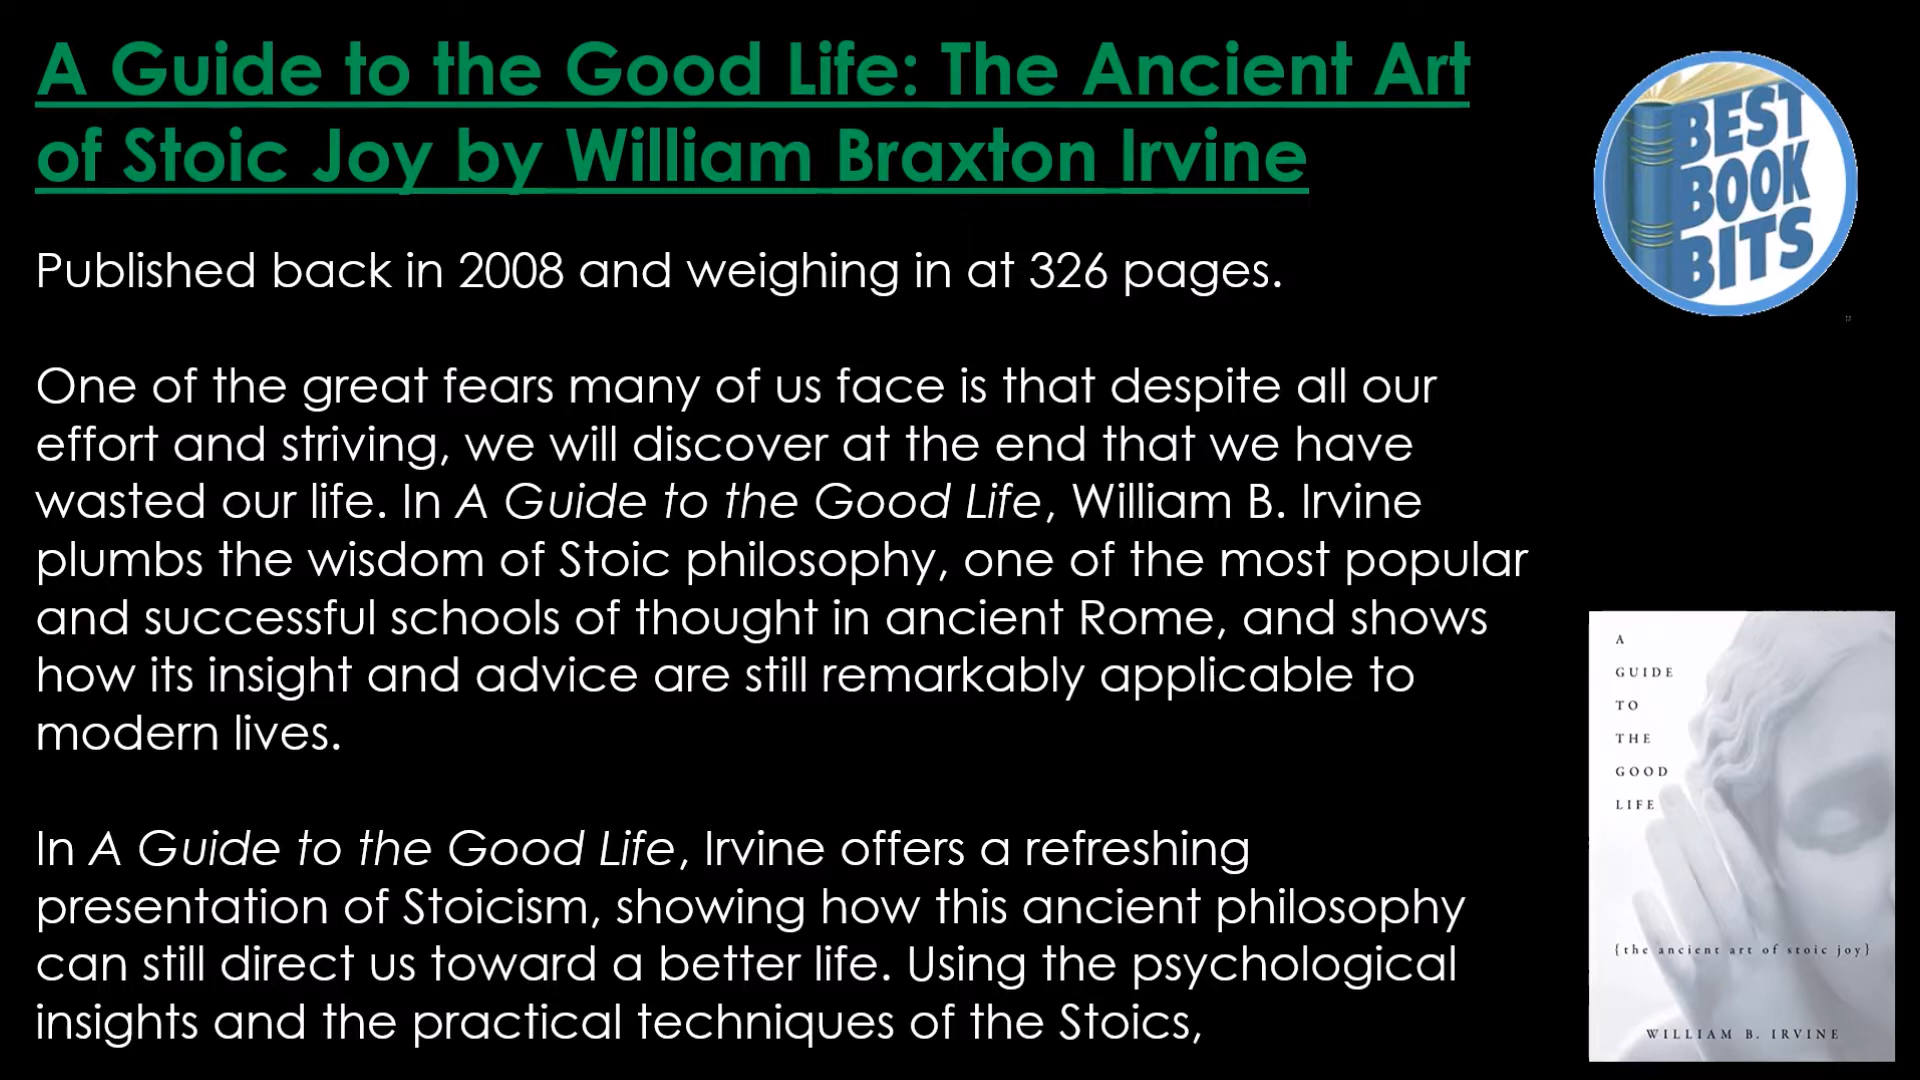 A Guide to the Good Life: The Ancient Art
of Stoic Joy by William Braxton Irvine
BEST
BOOK
BITS
Published back in 2008 and weighing in at 326 pages.
One of the great fears many of us face is that despite all our
effort and striving, we will discover at the end that we have
wasted our life. In A Guide to the Good Life, William B. Irvine
plumbs the wisdom of Stoic philosophy, one of the most popular
and successful schools of thought in ancient Rome, and shows
how its insight and advice are still remarkably applicable to
modern lives.
In A Guide to the Good Life, Irvine offers a refreshing
presentation of Stoicism, showing how this ancient philosophy
can still direct us toward a better life. Using the psychological
insights and the practical techniques of the Stoics,
A
GUIDE
TO
THE
GOOD
LIFE
{the ancient art of stoic joy}
WILLIAM B. IRVINE